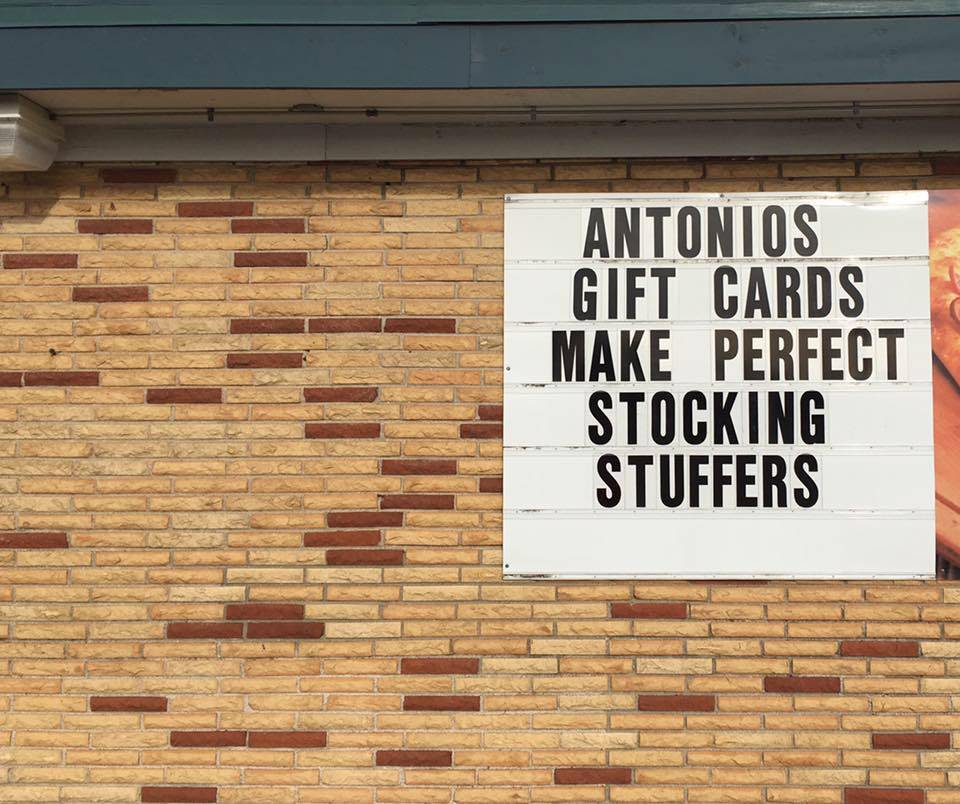 ANTONIOS
GIFT CARDS
MAKE PERFECT
STOCKING
STUFFERS